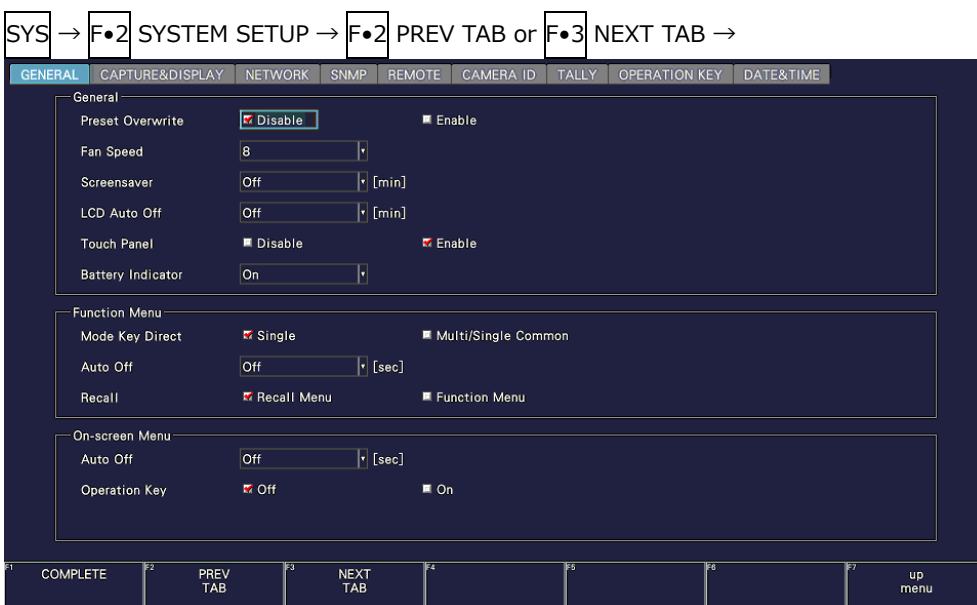 SYS → F•2 SYSTEM SETUP → F•2 PREV TAB or F•3 NEXT TAB →
GENERAL CAPTURE&DISPLAY NETWORK SNMP REMOTE CAMERA ID TALLY OPERATION KEY DATE&TIME
General
Preset Overwrite Disable Enable
Fan Speed 8
Screensaver Off [min]
LCD Auto Off Off [min]
Touch Panel Disable Enable
Battery Indicator On
Function Menu
Mode Key Direct Single Multi/Single Common
Auto Off Off [sec]
Recall Recall Menu Function Menu
On-screen Menu
Auto Off Off [sec]
Operation Key Off On
F1 COMPLETE F2 PREV TAB F3 NEXT TAB F4 F5 F6 F7 up menu